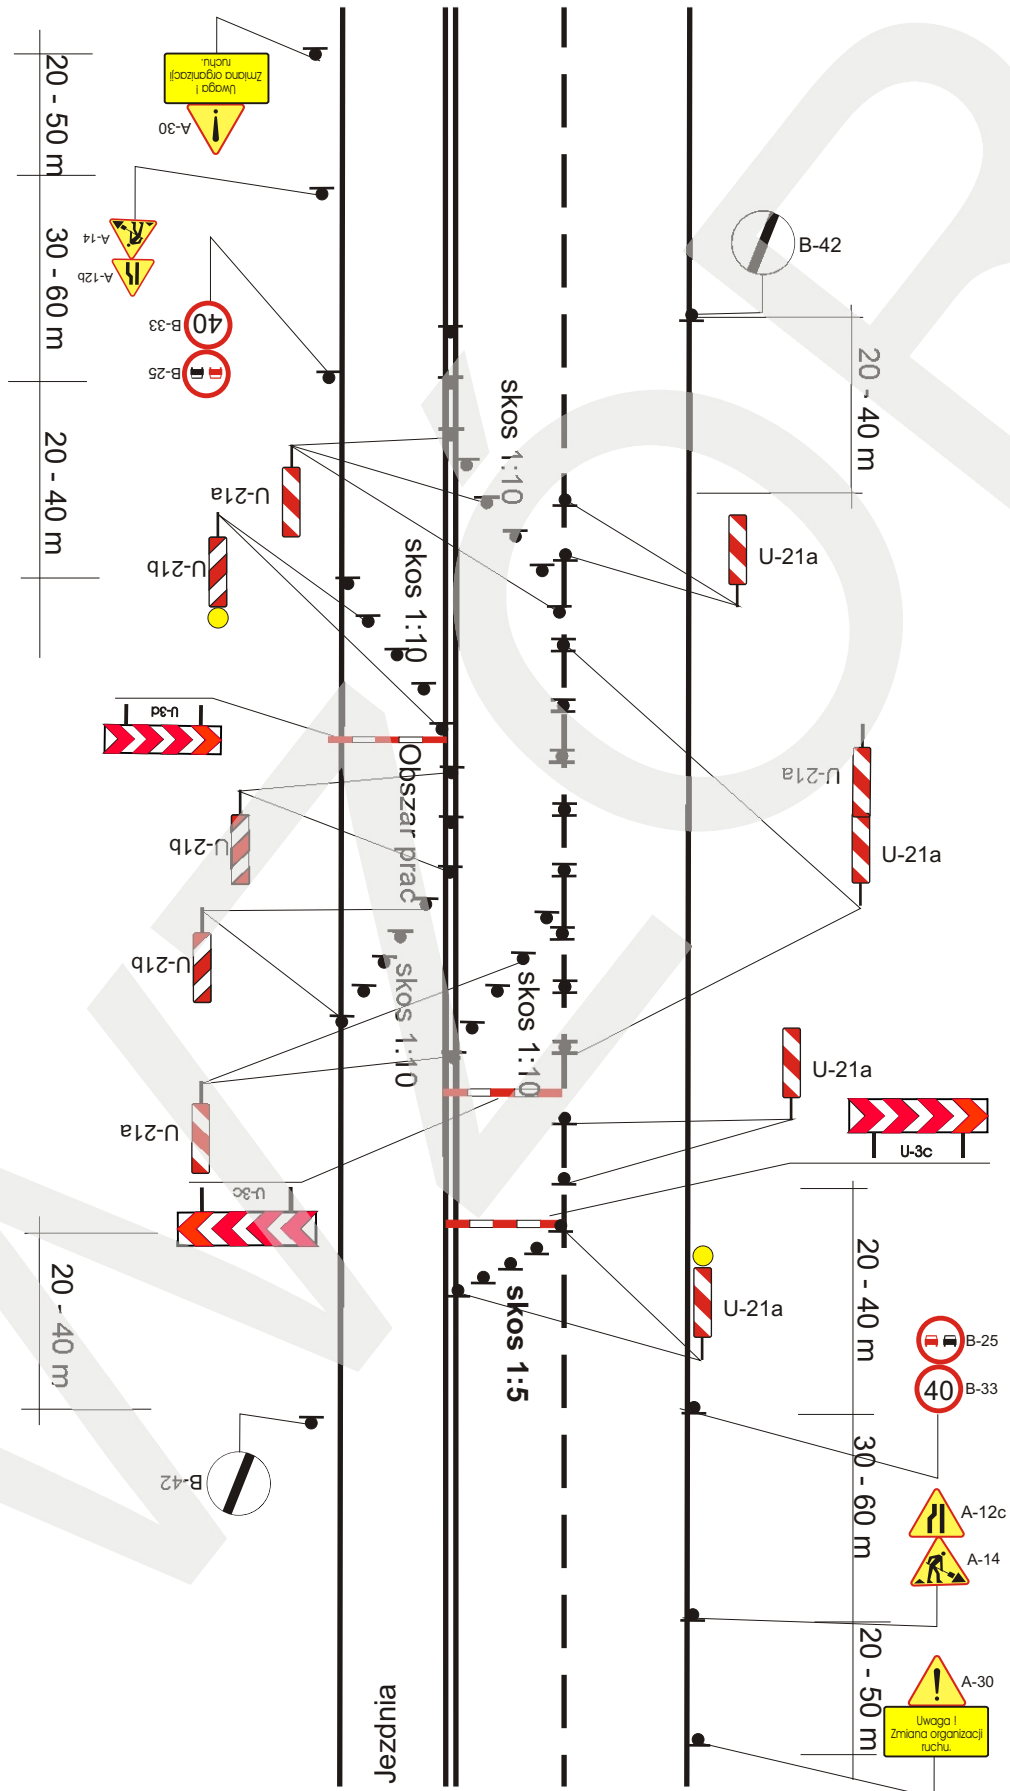 20 - 50 m
Uwaga !
Zmiana organizacji
ruchu.
A-30
A-14
A-12b
30 - 60 m
B-42
40
B-33
B-25
20 - 40 m
skos 1:10
20 - 40 m
U-21a
U-21b
skos 1:10
U-21a
U-3d
Obszar prac
U-21a
U-21b
U-21a
U-21b
skos 1:10
skos 1:10
U-21a
U-21a
U-3c
U-3c
20 - 40 m
20 - 40 m
skos 1:5
U-21a
B-25
40
B-33
B-42
30 - 60 m
A-12c
A-14
20 - 50 m
A-30
Uwaga !
Zmiana organizacji
ruchu.
Jezdnia
WZÓR